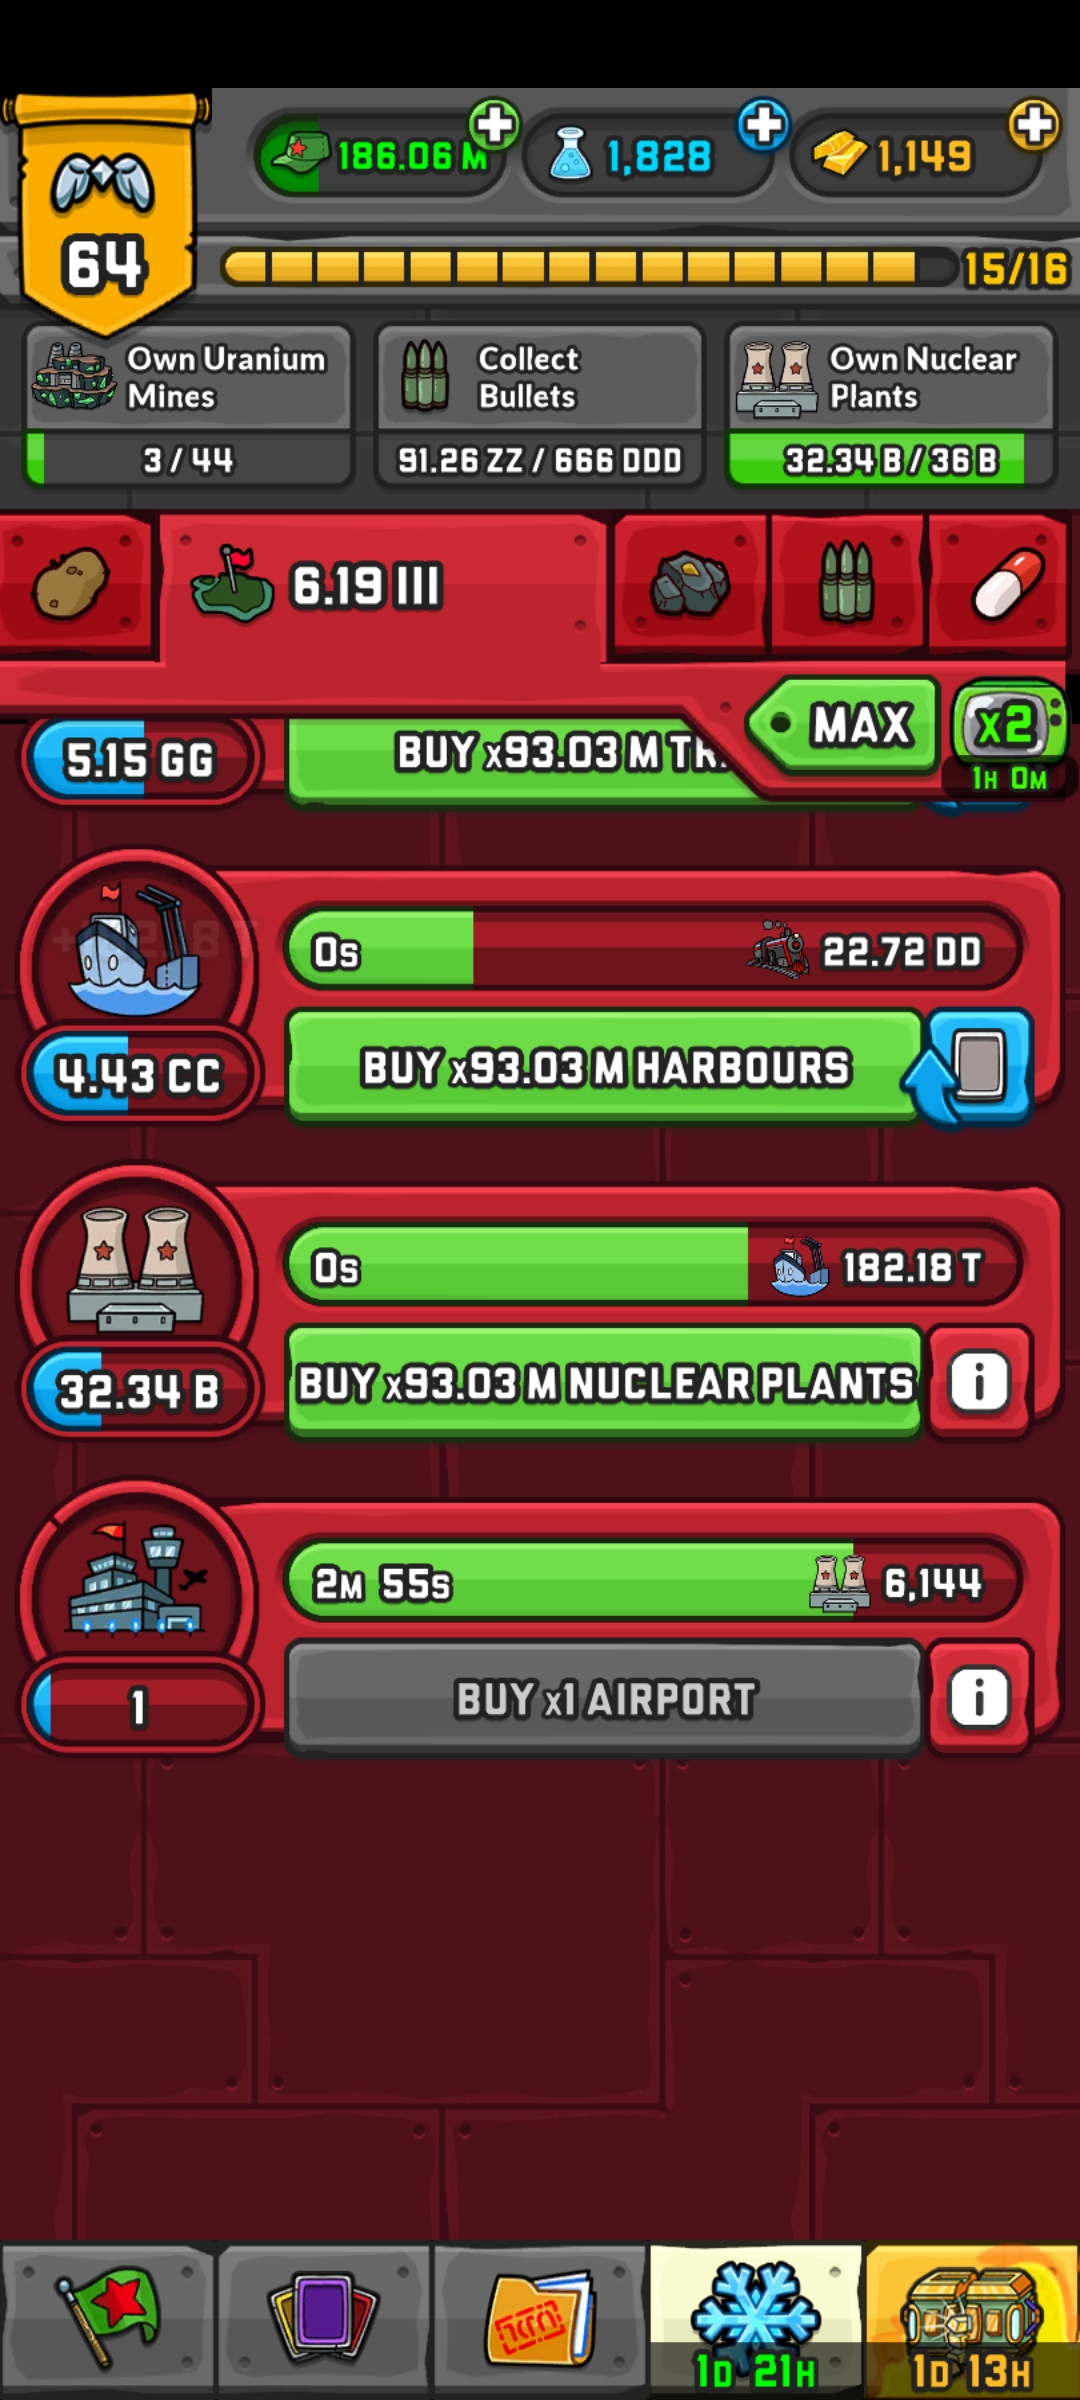 64
186.06 M
1,828
1,149
15/16
Own Uranium
Mines
3 / 44
Collect
Bullets
91.26 ZZ / 666 DDD
Own Nuclear
Plants
32.34 B / 36 B
6.19 III
MAX
x2
1H 0M
5.15 GG
BUY x93.03 M
0s
22.72 DD
4.43 CC
BUY x93.03 M HARBOURS
0s
182.18 T
32.34 B
BUY x93.03 M NUCLEAR PLANTS
i
2M 55s
6,144
1
BUY x1 AIRPORT
i
1D 21H
1D 13H